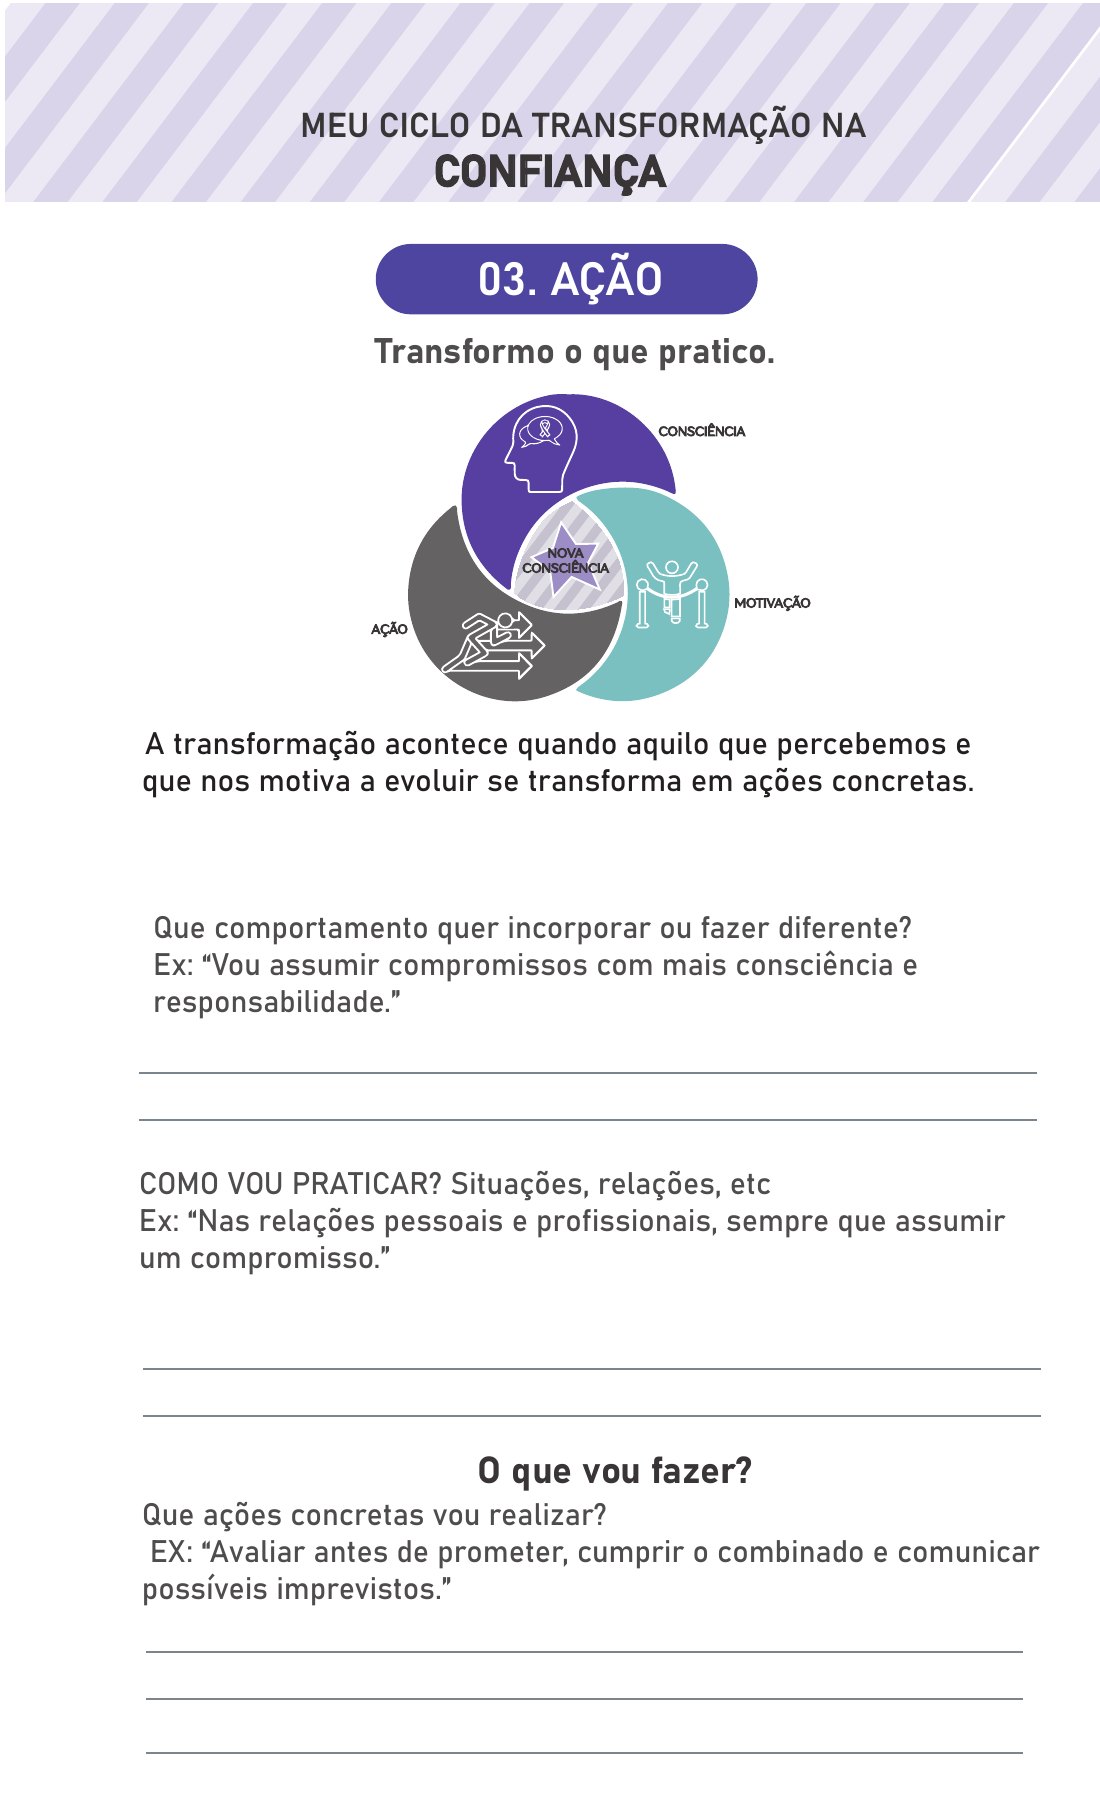 MEU CICLO DA TRANSFORMAÇÃO NA
CONFIANÇA
03. AÇÃO
Transformo o que pratico.
CONSCIÊNCIA
NOVA
CONSCIÊNCIA
MOTIVAÇÃO
AÇÃO
A transformação acontece quando aquilo que percebemos e
que nos motiva a evoluir se transforma em ações concretas.
Que comportamento quer incorporar ou fazer diferente?
Ex: “Vou assumir compromissos com mais consciência e
responsabilidade.”
COMO VOU PRATICAR? Situações, relações, etc
Ex: “Nas relações pessoais e profissionais, sempre que assumir
um compromisso.”
O que vou fazer?
Que ações concretas vou realizar?
EX: “Avaliar antes de prometer, cumprir o combinado e comunicar
possíveis imprevistos.”